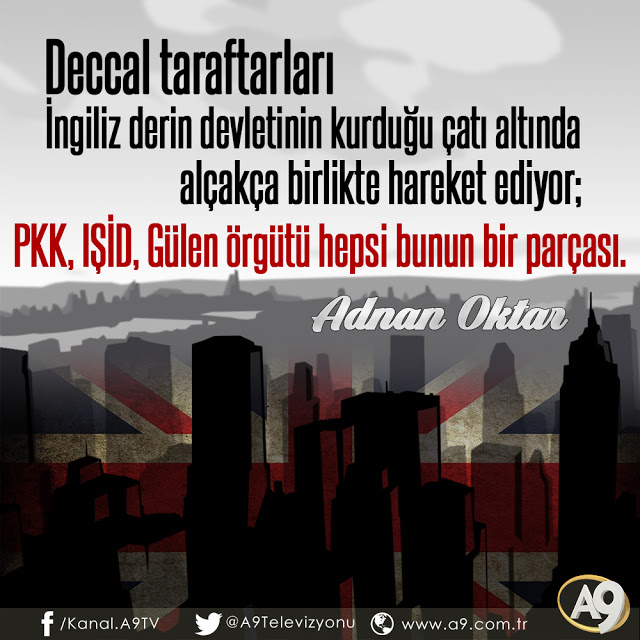 Deccal taraftarları
İngiliz derin devletinin kurduğu çatı altında
alçakça birlikte hareket ediyor;
PKK, IŞİD, Gülen örgütü hepsi bunun bir parçası.
Adnan Oktar
/Kanal.A9TV @A9Televizyonu www.a9.com.tr A9